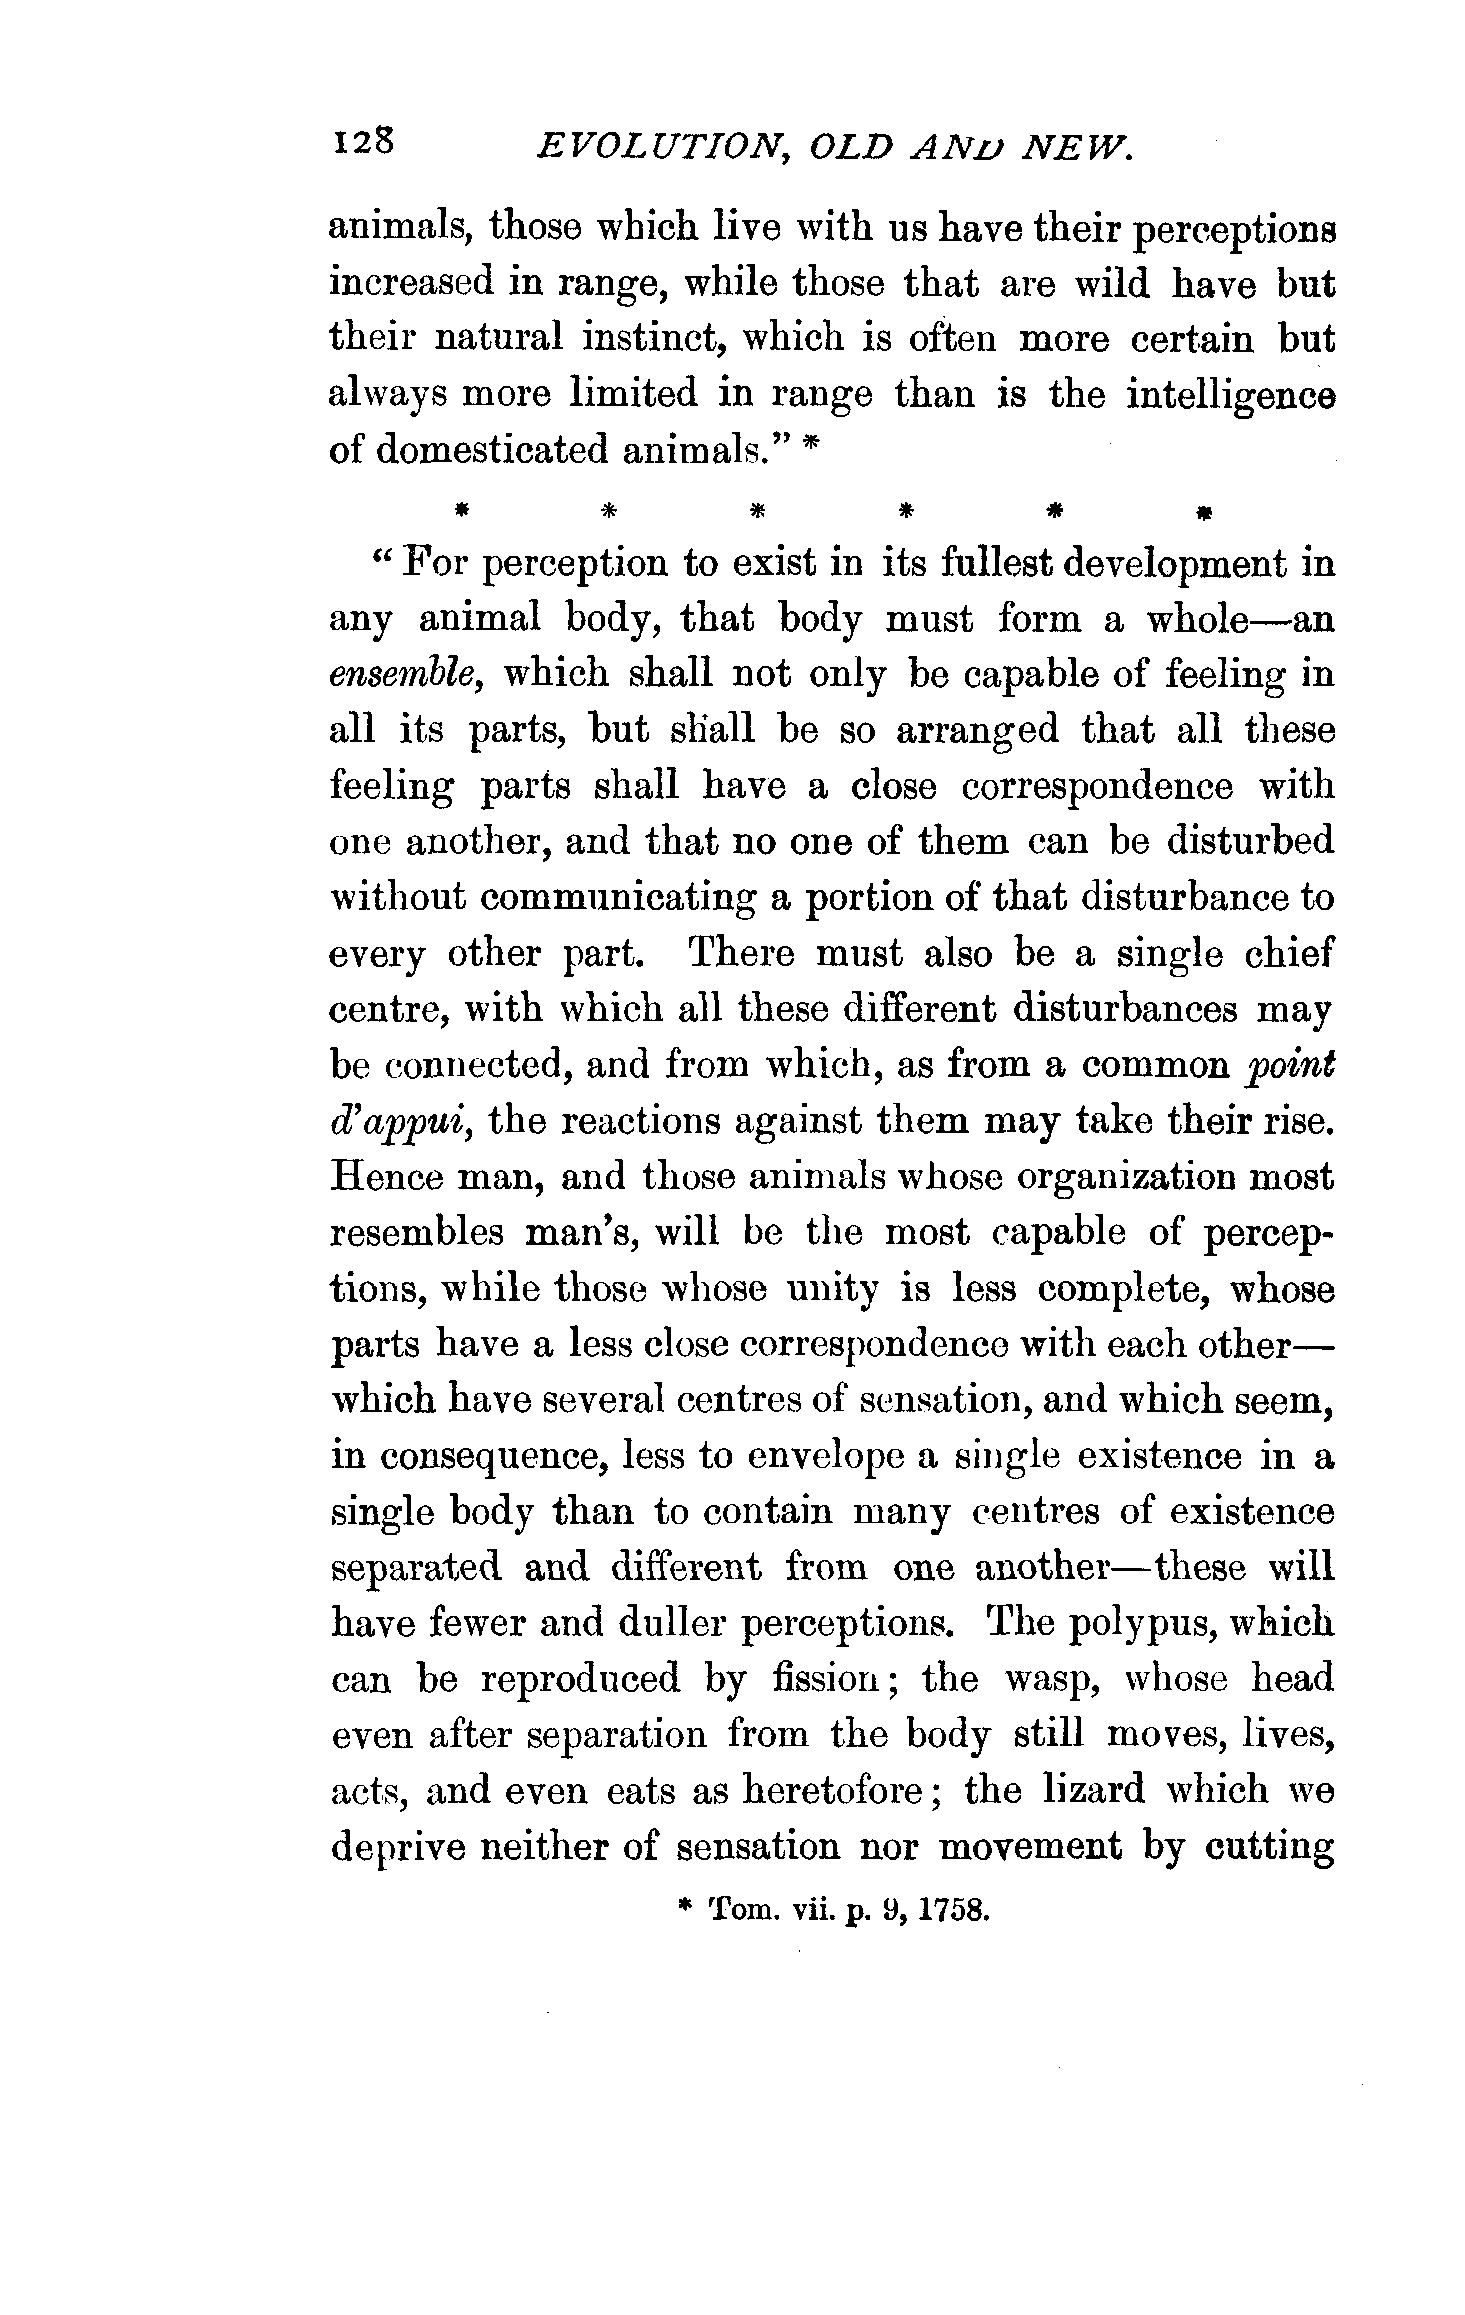 128 EVOLUTION, OLD AND NEW.
animals, those which live with us have their perceptions
increased in range, while those that are wild have but
their natural instinct, which is often more certain but
always more limited in range than is the intelligence
of domesticated animals." *
* * * * * *
"For perception to exist in its fullest development in
any animal body, that body must form a whole—an
ensemble, which shall not only be capable of feeling in
all its parts, but shall be so arranged that all these
feeling parts shall have a close correspondence with
one another, and that no one of them can be disturbed
without communicating a portion of that disturbance to
every other part. There must also be a single chief
centre, with which all these different disturbances may
be connected, and from which, as from a common point
d'appui, the reactions against them may take their rise.
Hence man, and those animals whose organization most
resembles man's, will be the most capable of percep-
tions, while those whose unity is less complete, whose
parts have a less close correspondence with each other—
which have several centres of sensation, and which seem,
in consequence, less to envelope a single existence in a
single body than to contain many centres of existence
separated and different from one another—these will
have fewer and duller perceptions. The polypus, which
can be reproduced by fission; the wasp, whose head
even after separation from the body still moves, lives,
acts, and even eats as heretofore; the lizard which we
deprive neither of sensation nor movement by cutting
* Tom. vii. p. 9, 1758.